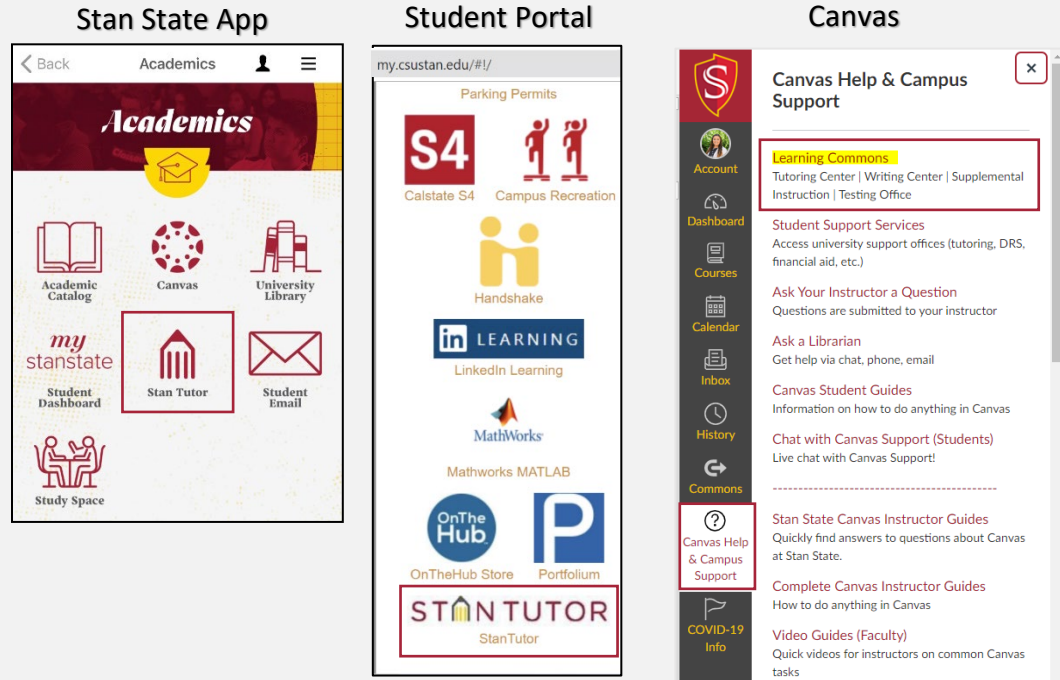 Stan State App
Back
Academics
Academics
Academic
Catalog
Canvas
University
Library
my
stanstate
Student
Dashboard
Stan Tutor
Student
Email
Study Space
Student Portal
my.csustan.edu/#!/
Parking Permits
S4
Calstate S4
Campus Recreation
Handshake
in LEARNING
LinkedIn Learning
MathWorks
Mathworks MATLAB
OnTheHub
OnTheHub Store
P
Portfolium
STAN TUTOR
StanTutor
Canvas
S
Account
Dashboard
Courses
Calendar
Inbox
History
Commons
Canvas Help
& Campus
Support
COVID-19
Info
Canvas Help & Campus
Support
×
Learning Commons
Tutoring Center | Writing Center | Supplemental
Instruction | Testing Office
Student Support Services
Access university support offices (tutoring, DRS,
financial aid, etc.)
Ask Your Instructor a Question
Questions are submitted to your instructor
Ask a Librarian
Get help via chat, phone, email
Canvas Student Guides
Information on how to do anything in Canvas
Chat with Canvas Support (Students)
Live chat with Canvas Support!
-------------------------------------------
Stan State Canvas Instructor Guides
Quickly find answers to questions about Canvas
at Stan State.
Complete Canvas Instructor Guides
How to do anything in Canvas
Video Guides (Faculty)
Quick videos for instructors on common Canvas
tasks